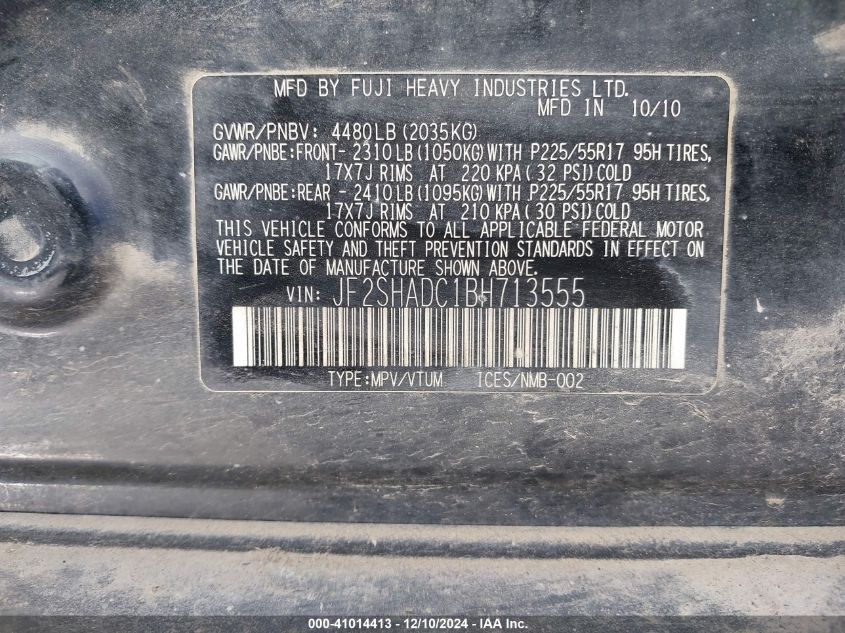 MFD BY FUJI HEAVY INDUSTRIES LTD.
MFD IN 10/10
GVWR/PNBV: 4480LB(2035KG)
GAWR/PNBE:FRONT- 2310LB(1050KG)WITH P225/55R17 95H TIRES,
17X7J RIMS AT 220 KPA(32 PSI)COLD
GAWR/PNBE:REAR - 2410LB(1095KG)WITH P225/55R17 95H TIRES,
17X7J RIMS AT 210 KPA(30 PSI)COLD
THIS VEHICLE CONFORMS TO ALL APPLICABLE FEDERAL MOTOR
VEHICLE SAFETY AND THEFT PREVENTION STANDARDS IN EFFECT ON
THE DATE OF MANUFACTURE SHOWN ABOVE.
VIN: JF2SHADC1BH713555
TYPE:MPV/VTUM ICES/NMB-002
000-41014413 - 12/10/2024 - IAA Inc.